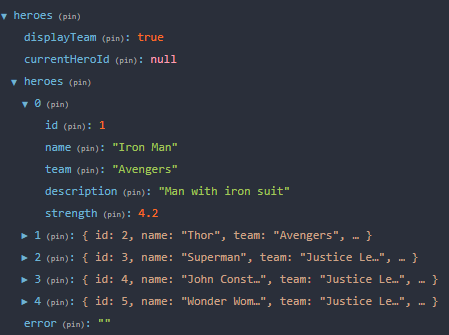 ▼ heroes (pin)
displayTeam (pin): true
currentHeroId (pin): null
▼ heroes (pin)
▼ 0 (pin)
id (pin): 1
name (pin): "Iron Man"
team (pin): "Avengers"
description (pin): "Man with iron suit"
strength (pin): 4.2
▶ 1 (pin): { id: 2, name: "Thor", team: "Avengers", … }
▶ 2 (pin): { id: 3, name: "Superman", team: "Justice Le…", … }
▶ 3 (pin): { id: 4, name: "John Const…", team: "Justice Le…", … }
▶ 4 (pin): { id: 5, name: "Wonder Wom…", team: "Justice Le…", … }
error (pin): ""